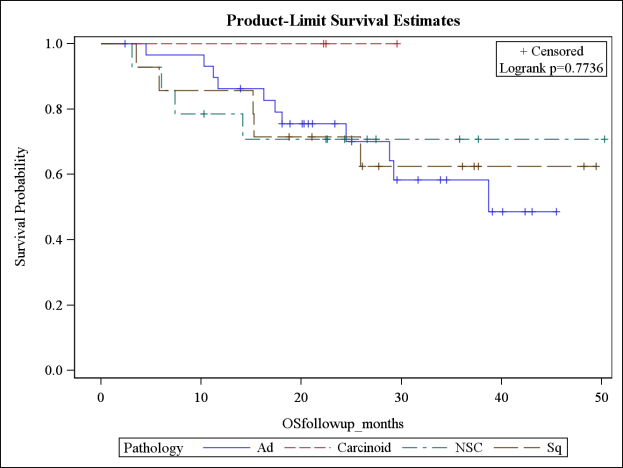 Product-Limit Survival Estimates
+ Censored
Logrank p=0.7736
Survival Probability
1.0
0.8
0.6
0.4
0.2
0.0
0 10 20 30 40 50
OSfollowup_months
Pathology Ad Carcinoid NSC Sq